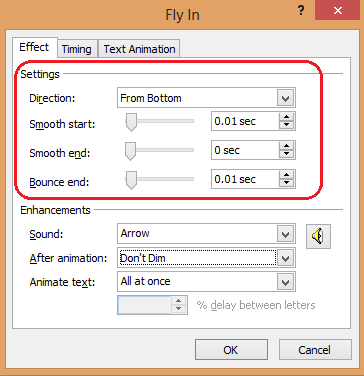 Fly In
?
Effect Timing Text Animation
Settings
Direction: From Bottom
Smooth start: 0.01 sec
Smooth end: 0 sec
Bounce end: 0.01 sec
Enhancements
Sound: Arrow
After animation: Don't Dim
Animate text: All at once
% delay between letters
OK Cancel